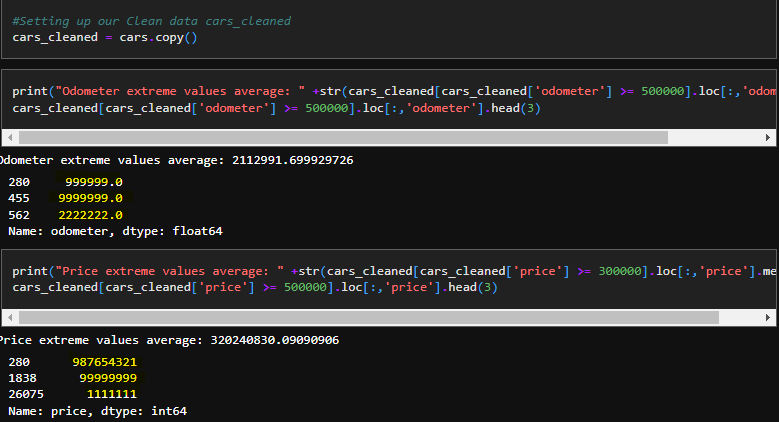 #Setting up our Clean data cars_cleaned
cars_cleaned = cars.copy()
print("Odometer extreme values average: " +str(cars_cleaned[cars_cleaned['odometer'] >= 500000].loc[:,'odom
cars_cleaned[cars_cleaned['odometer'] >= 500000].loc[:,'odometer'].head(3)
Odometer extreme values average: 2112991.699929726
280 999999.0
455 9999999.0
562 2222222.0
Name: odometer, dtype: float64
print("Price extreme values average: " +str(cars_cleaned[cars_cleaned['price'] >= 300000].loc[:,'price'].me
cars_cleaned[cars_cleaned['price'] >= 500000].loc[:,'price'].head(3)
Price extreme values average: 320240830.09090906
280 987654321
1838 99999999
26075 1111111
Name: price, dtype: int64